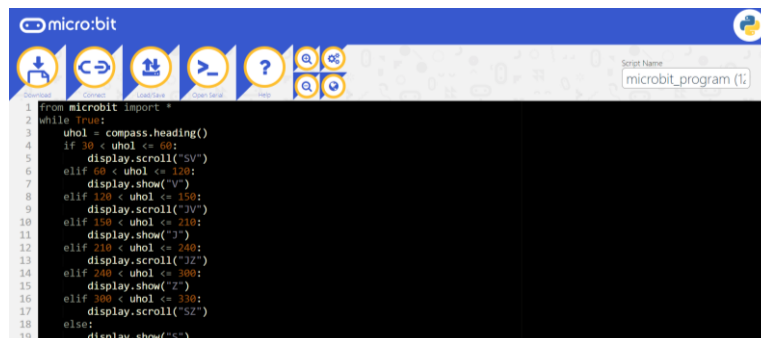 micro:bit
Download
Connect
Load/Save
Open Serial
Help
?
Script Name
microbit_program (12
1 from microbit import *
2 while True:
3     uhol = compass.heading()
4     if 30 < uhol <= 60:
5         display.scroll("SV")
6     elif 60 < uhol <= 120:
7         display.show("V")
8     elif 120 < uhol <= 150:
9         display.scroll("JV")
10     elif 150 < uhol <= 210:
11         display.show("J")
12     elif 210 < uhol <= 240:
13         display.scroll("JZ")
14     elif 240 < uhol <= 300:
15         display.show("Z")
16     elif 300 < uhol <= 330:
17         display.scroll("SZ")
18     else:
19         display.show("S")